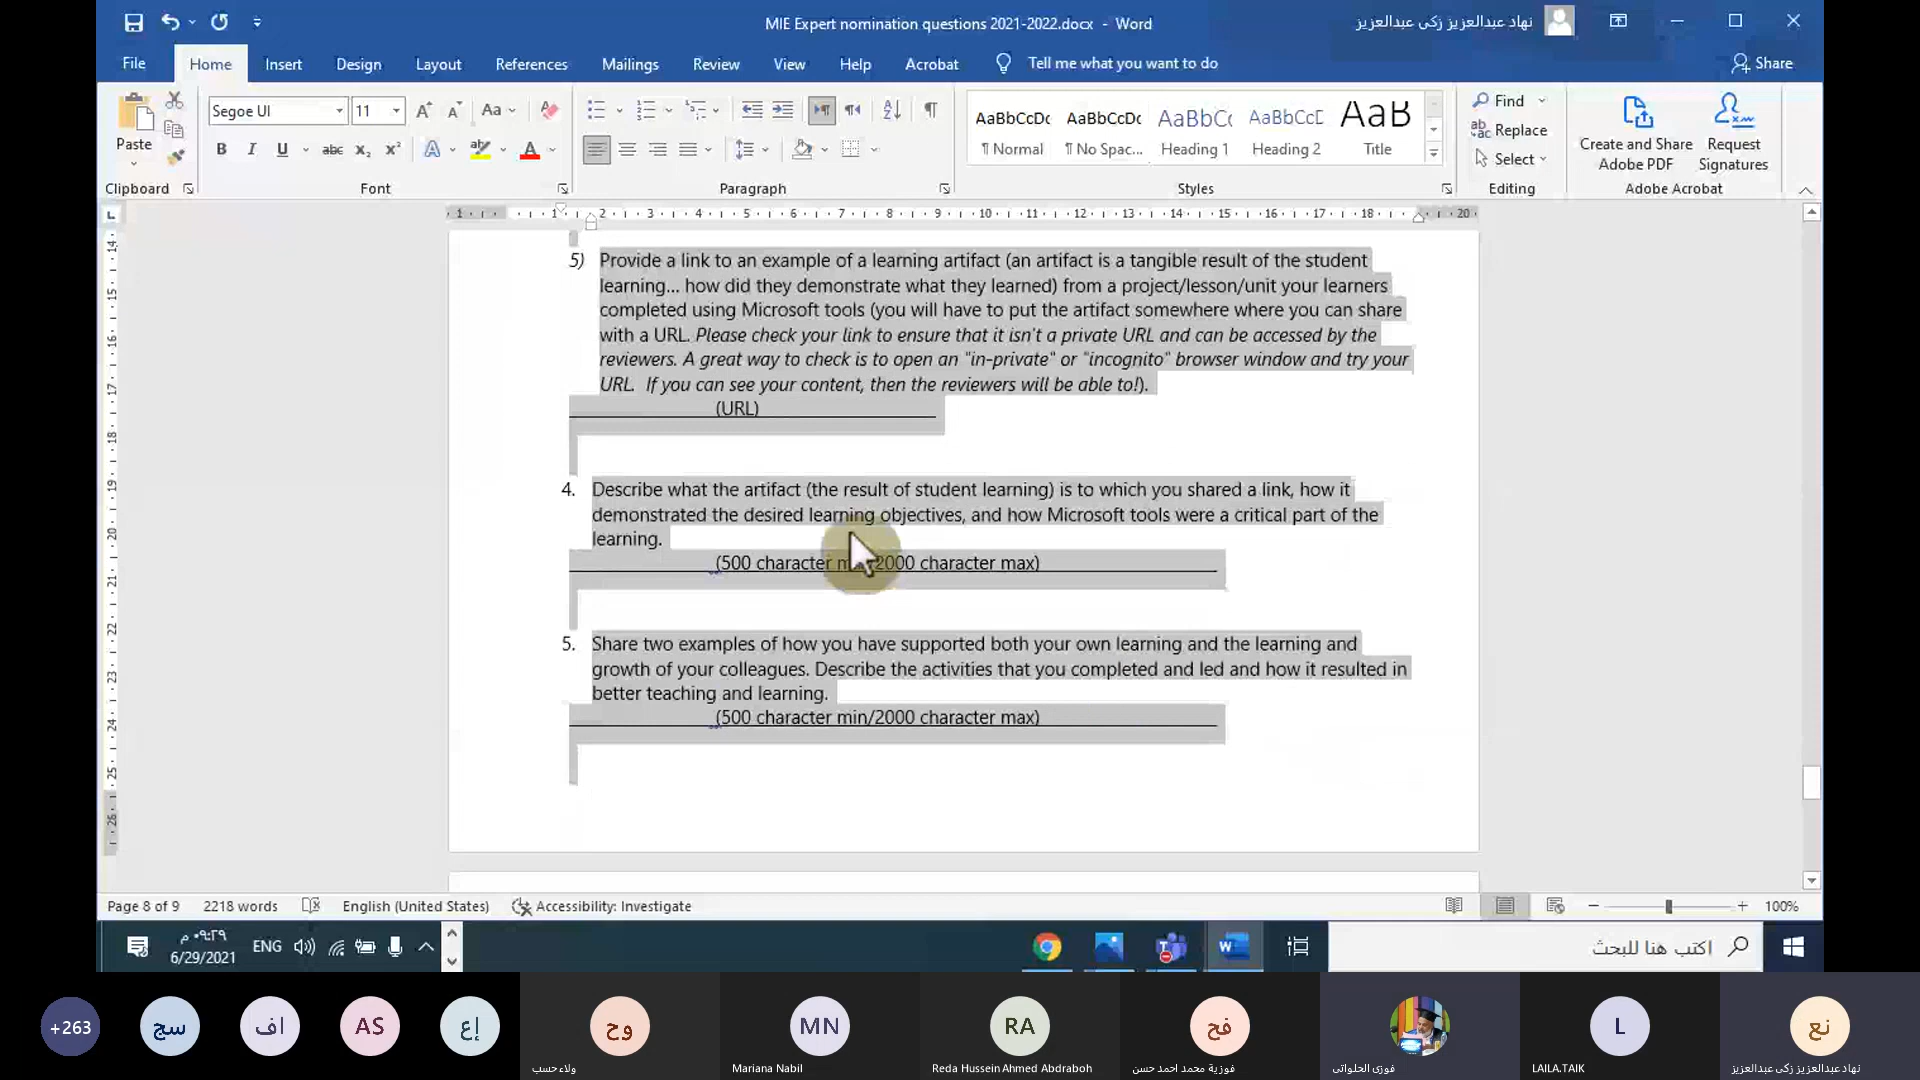 MIE Expert nomination questions 2021-2022.docx - Word
نهاد عبدالعزيز زكى عبدالعزيز
File Home Insert Design Layout References Mailings Review View Help Acrobat Tell me what you want to do Share
Segoe UI 11
Paste
Clipboard
Font
Paragraph
AaBbCcDc AaBbCcDc AaBbCc AaBbCcD AaB
¶ Normal ¶ No Spac... Heading 1 Heading 2 Title
Styles
Find
Replace
Select
Editing
Create and Share Adobe PDF
Request Signatures
Adobe Acrobat
5) Provide a link to an example of a learning artifact (an artifact is a tangible result of the student
learning... how did they demonstrate what they learned) from a project/lesson/unit your learners
completed using Microsoft tools (you will have to put the artifact somewhere where you can share
with a URL. Please check your link to ensure that it isn't a private URL and can be accessed by the
reviewers. A great way to check is to open an "in-private" or "incognito" browser window and try your
URL. If you can see your content, then the reviewers will be able to!).
(URL)
4. Describe what the artifact (the result of student learning) is to which you shared a link, how it
demonstrated the desired learning objectives, and how Microsoft tools were a critical part of the
learning.
(500 character min/2000 character max)
5. Share two examples of how you have supported both your own learning and the learning and
growth of your colleagues. Describe the activities that you completed and led and how it resulted in
better teaching and learning.
(500 character min/2000 character max)
Page 8 of 9 2218 words English (United States) Accessibility: Investigate 100%
٠٩:٢٩ م
6/29/2021
ENG
اكتب هنا للبحث
+263 سج اف AS إع وح MN RA فح L نع
ولاء حسب
Mariana Nabil
Reda Hussein Ahmed Abdraboh
فوزية محمد احمد حسن
فوزى الحلوانى
LAILA.TAIK
نهاد عبدالعزيز زكى عبدالعزيز